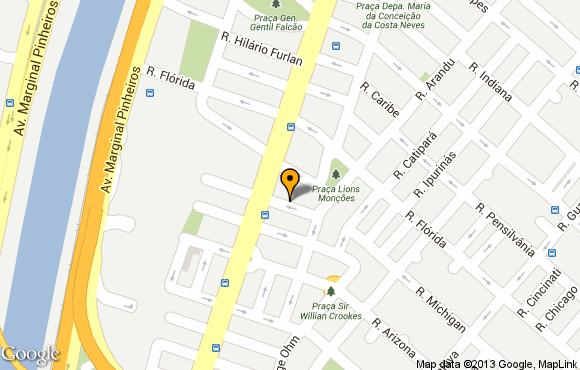 Praça Gen.
Gentil Falcão
Praça Depa. Maria
da Conceição
da Costa Neves
R. Hilário Furlan
R. Flórida
Av. Marginal Pinheiros
Av. Marginal Pinheiros
R. Caribe
R. Arandu
R. Indiana
R. Catipará
R. Ipurinás
Praça Lions
Monções
R. Pensilvânia
R. Flórida
R. Cincinati
R. Chicago
R. Michigan
Praça Sir
Willian Crookes
R. Arizona
Ohm
Google
Map data ©2013 Google, MapLink